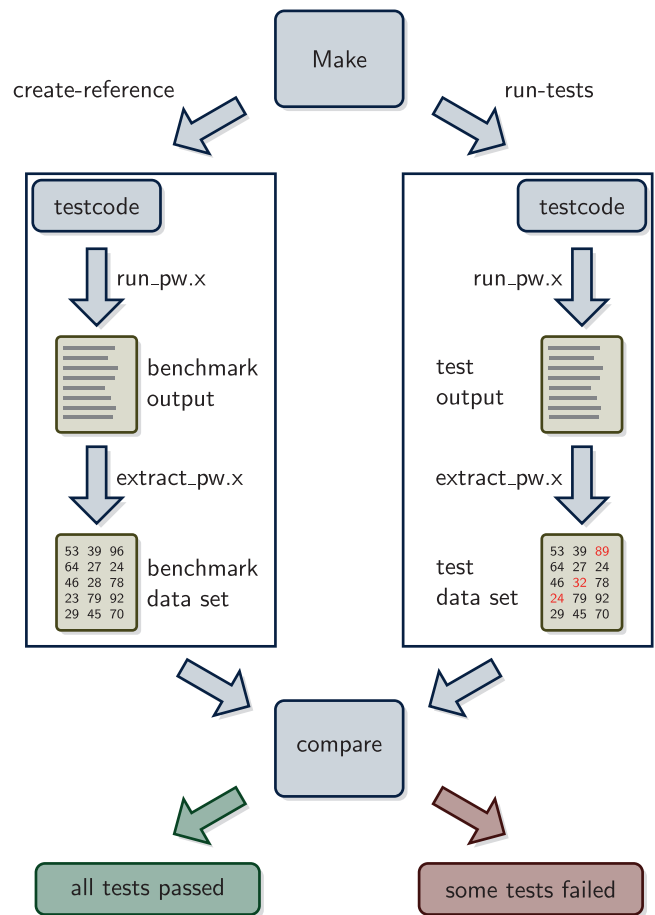 Make
create-reference
run-tests
testcode
run_pw.x
benchmark
output
extract_pw.x
53 39 96
64 27 24
46 28 78
23 79 92
29 45 70
benchmark
data set
testcode
run_pw.x
test
output
extract_pw.x
test
data set
53 39 89
64 27 24
46 32 78
24 79 92
29 45 70
compare
all tests passed
some tests failed